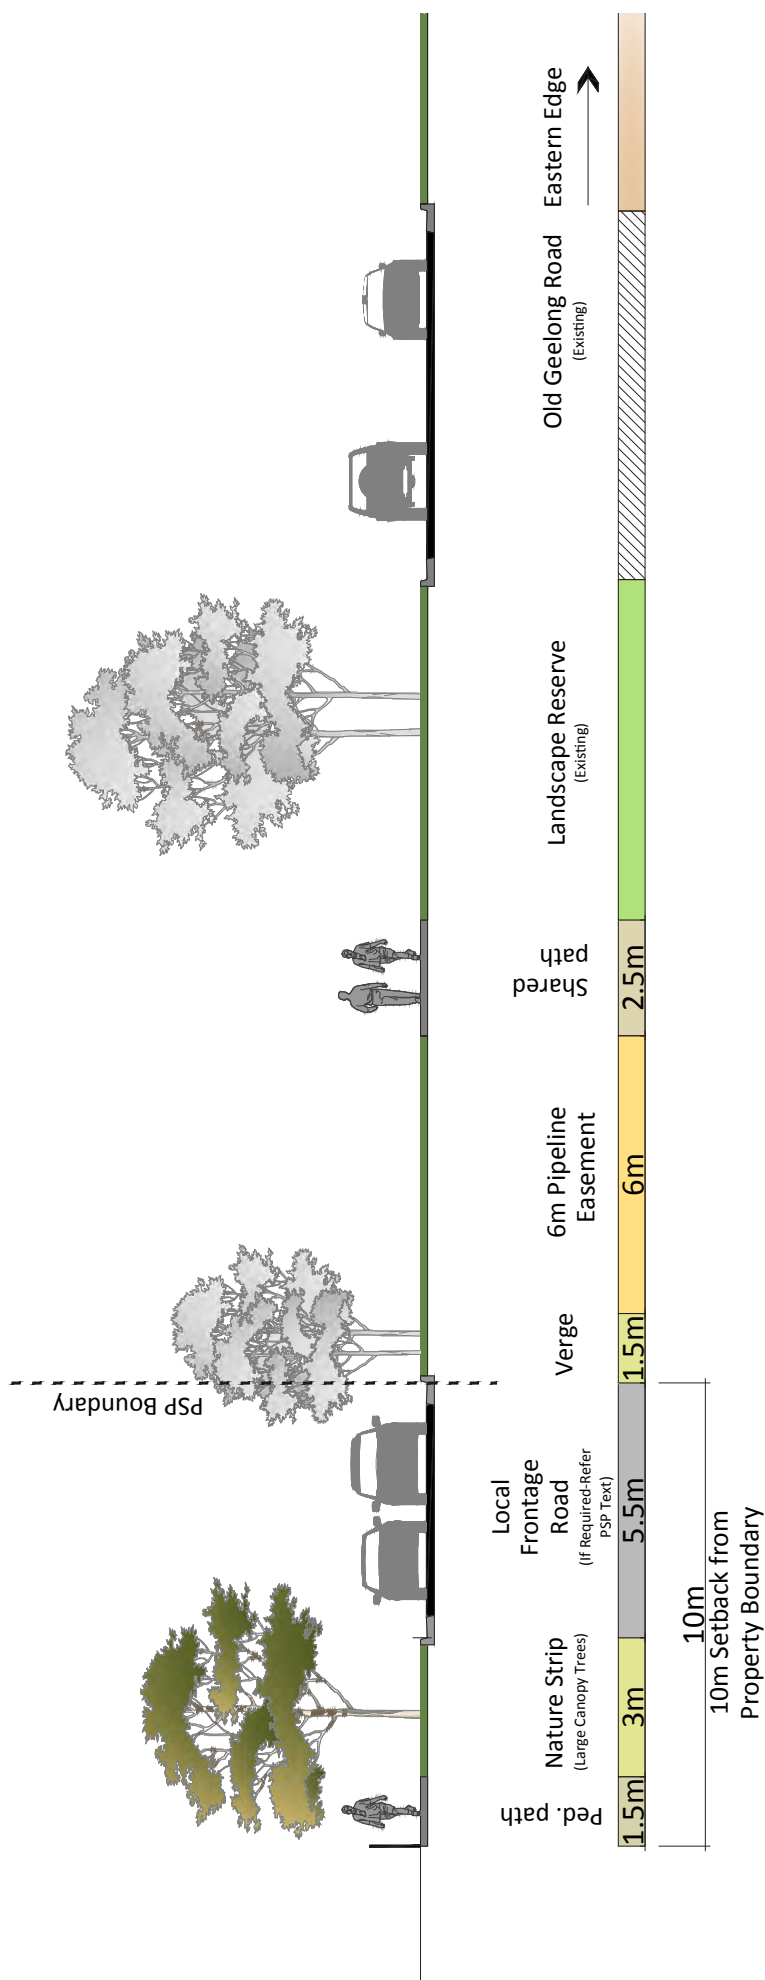 PSP Boundary
Ped. path
Nature Strip
(Large Canopy Trees)
Local
Frontage
Road
(If Required-Refer
PSP Text)
Verge
6m Pipeline
Easement
Shared
path
Landscape Reserve
(Existing)
Old Geelong Road
(Existing)
Eastern Edge
1.5m
3m
5.5m
1.5m
6m
2.5m
10m
10m Setback from
Property Boundary